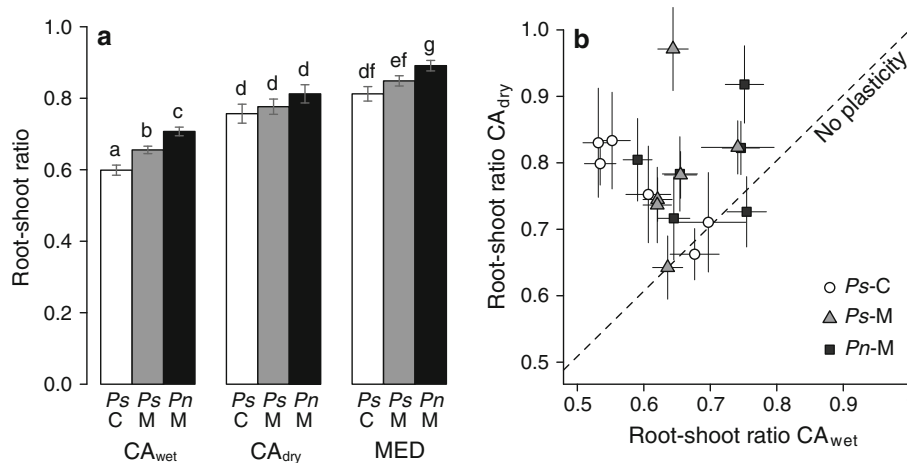 a
Root-shoot ratio
1.0
0.8
0.6
0.4
0.2
0.0
a
b
c
d
d
d
df
ef
g
Ps
C
Ps
M
Pn
M
Ps
C
Ps
M
Pn
M
Ps
C
Ps
M
Pn
M
CAwet
CAdry
MED
b
Root-shoot ratio CAdry
1.0
0.9
0.8
0.7
0.6
0.5
No plasticity
Ps-C
Ps-M
Pn-M
0.5
0.6
0.7
0.8
0.9
Root-shoot ratio CAwet